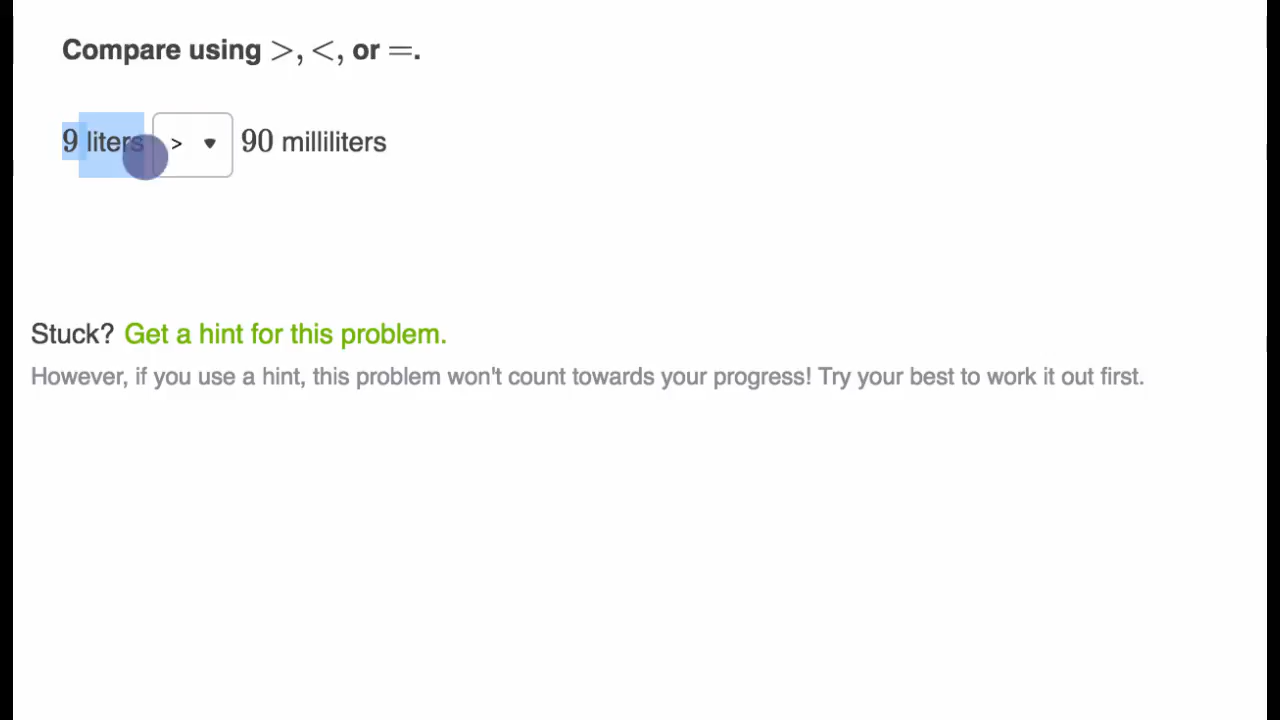 Compare using >, <, or =.
9 liters > ▼ 90 milliliters
Stuck? Get a hint for this problem.
However, if you use a hint, this problem won't count towards your progress! Try your best to work it out first.